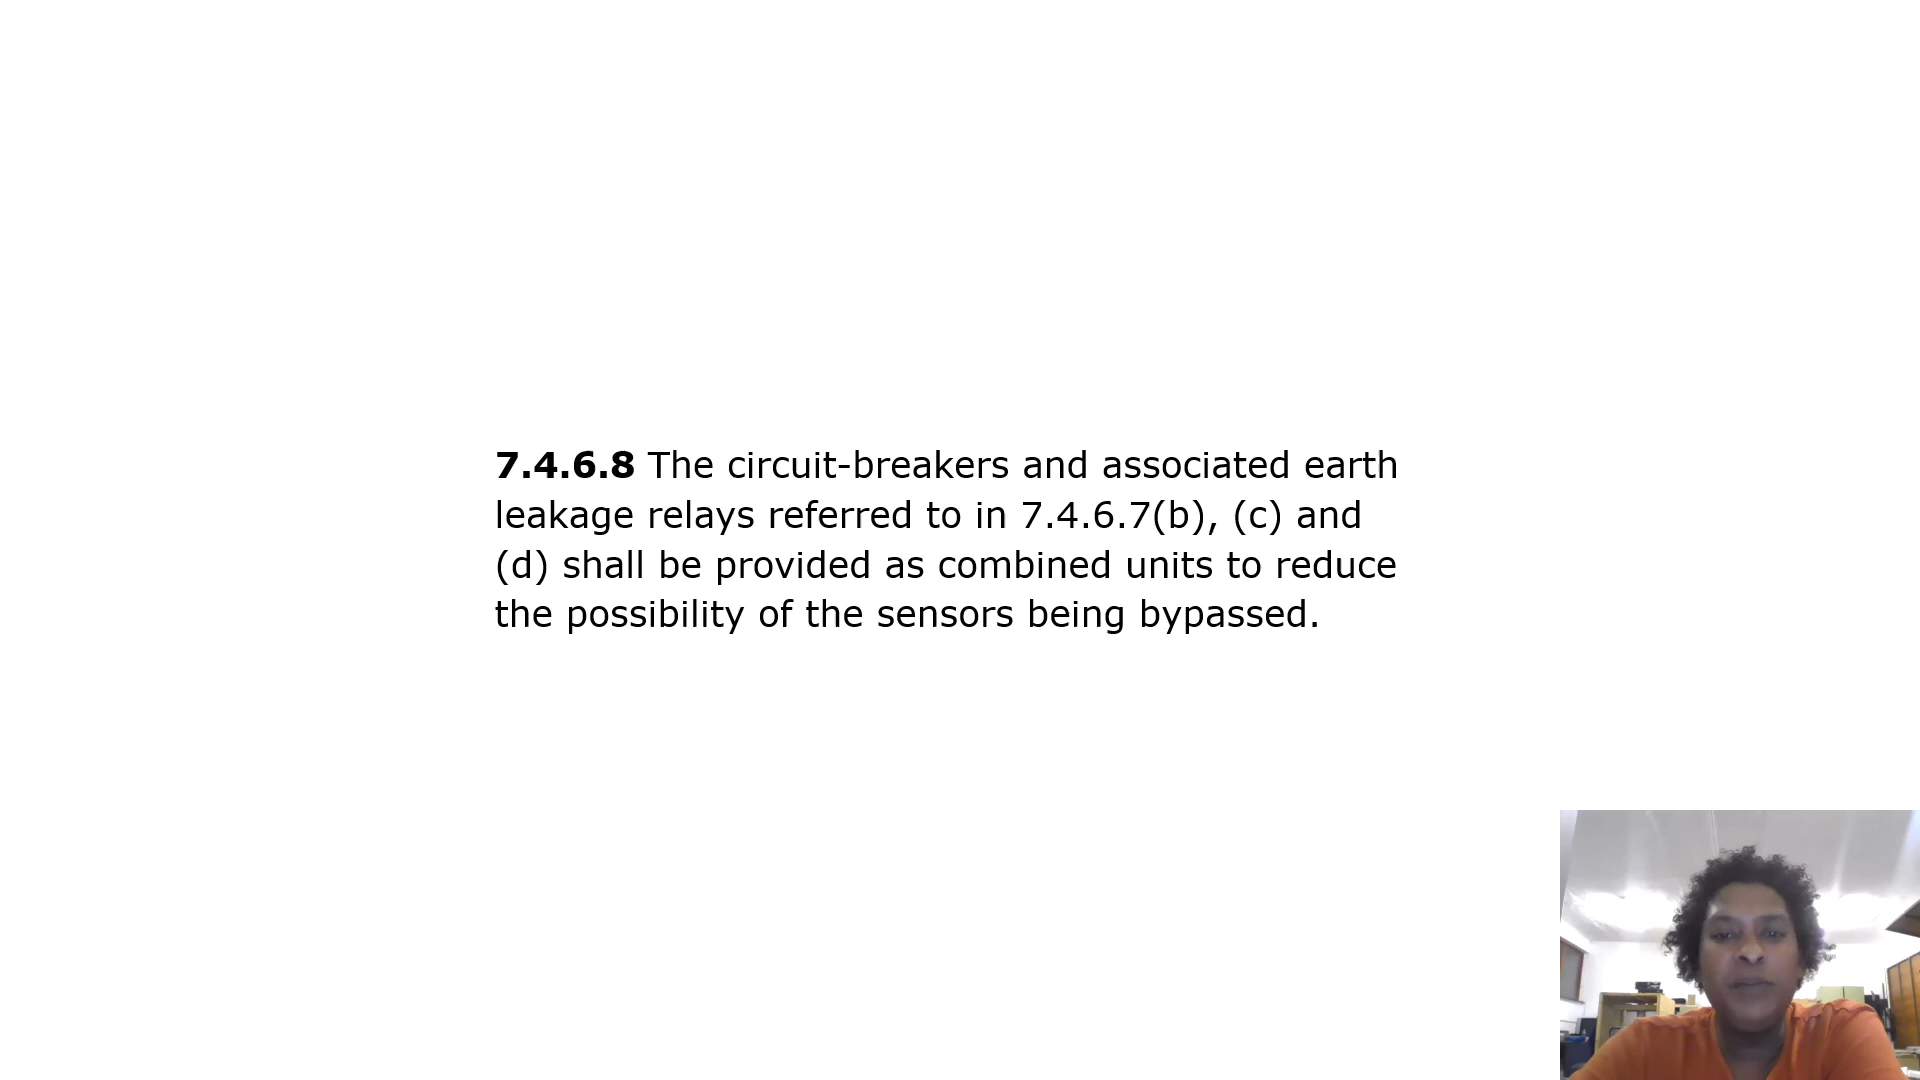 7.4.6.8 The circuit-breakers and associated earth
leakage relays referred to in 7.4.6.7(b), (c) and
(d) shall be provided as combined units to reduce
the possibility of the sensors being bypassed.